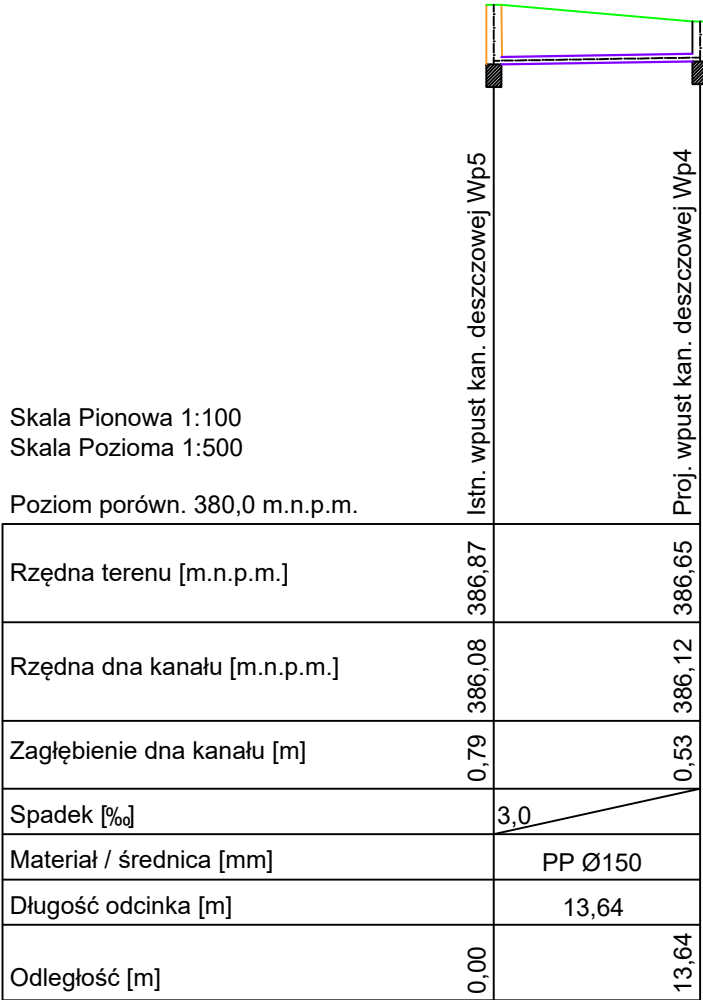 Istn. wpust kan. deszczowej Wp5
Proj. wpust kan. deszczowej Wp4
Skala Pionowa 1:100
Skala Pozioma 1:500
Poziom porówn. 380,0 m.n.p.m.
Rzędna terenu [m.n.p.m.] 386,87 386,65
Rzędna dna kanału [m.n.p.m.] 386,08 386,12
Zagłębienie dna kanału [m] 0,79 0,53
Spadek [‰] 3,0
Materiał / średnica [mm] PP Ø150
Długość odcinka [m] 13,64
Odległość [m] 0,00 13,64